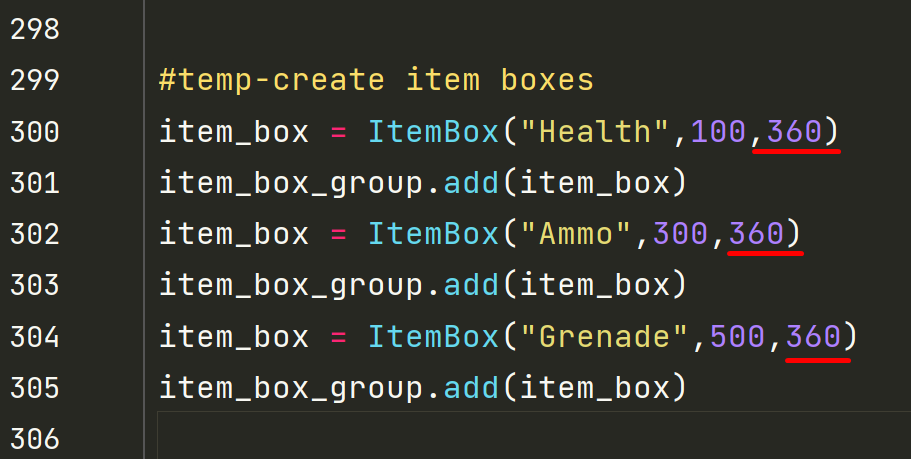 298
299 #temp-create item boxes
300 item_box = ItemBox("Health",100,360)
301 item_box_group.add(item_box)
302 item_box = ItemBox("Ammo",300,360)
303 item_box_group.add(item_box)
304 item_box = ItemBox("Grenade",500,360)
305 item_box_group.add(item_box)
306